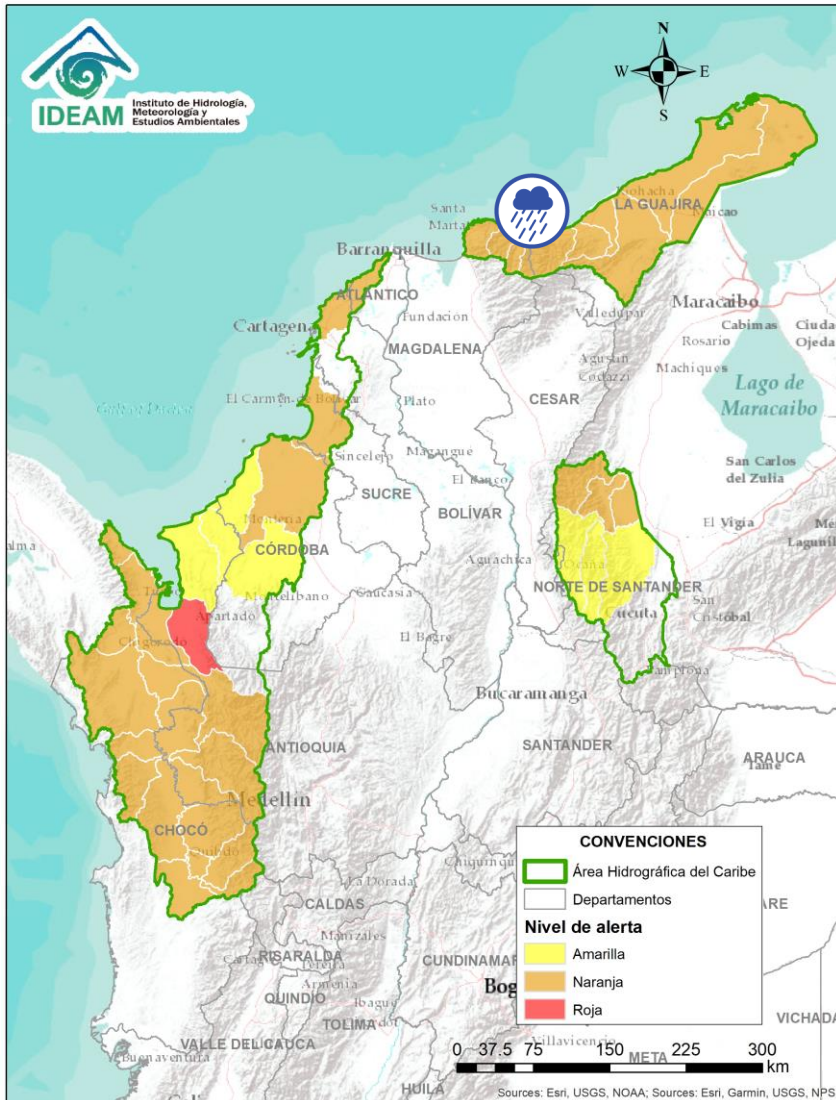 IDEAM
Instituto de Hidrología,
Meteorología y
Estudios Ambientales
N
W
E
S
Riohacha
LA GUAJIRA
Santa
Marta
Maicao
Barranquilla
ATLÁNTICO
Maracaibo
Cartagena
Fundación
Valledupar
Cabimas
Ciudad
Ojeda
Rosario
MAGDALENA
Agustín
Codazzi
Machiques
CESAR
Lago de
Maracaibo
El Carmen de Bolívar
Plato
Sincelejo
Magangué
San Carlos
del Zulia
SUCRE
El Banco
BOLÍVAR
Montería
El Vigía
CÓRDOBA
Aguachica
Ocaña
NORTE DE SANTANDER
Montelíbano
Caucasia
Apartadó
Cúcuta
San
Cristóbal
Chigorodó
El Bagre
Pamplona
Bucaramanga
ANTIOQUIA
SANTANDER
ARAUCA
Tame
Medellín
CHOCÓ
Quibdó
La Dorada
CALDAS
Manizales
RISARALDA
Pereira
Armenia
QUINDÍO
Ibagué
TOLIMA
VALLE DEL CAUCA
Buenaventura
HUILA
Villavicencio
META
VICHADA
CONVENCIONES
Área Hidrográfica del Caribe
Departamentos
Nivel de alerta
Amarilla
Naranja
Roja
0 37.5 75 150 225 300
km
Sources: Esri, USGS, NOAA; Sources: Esri, Garmin, USGS, NPS